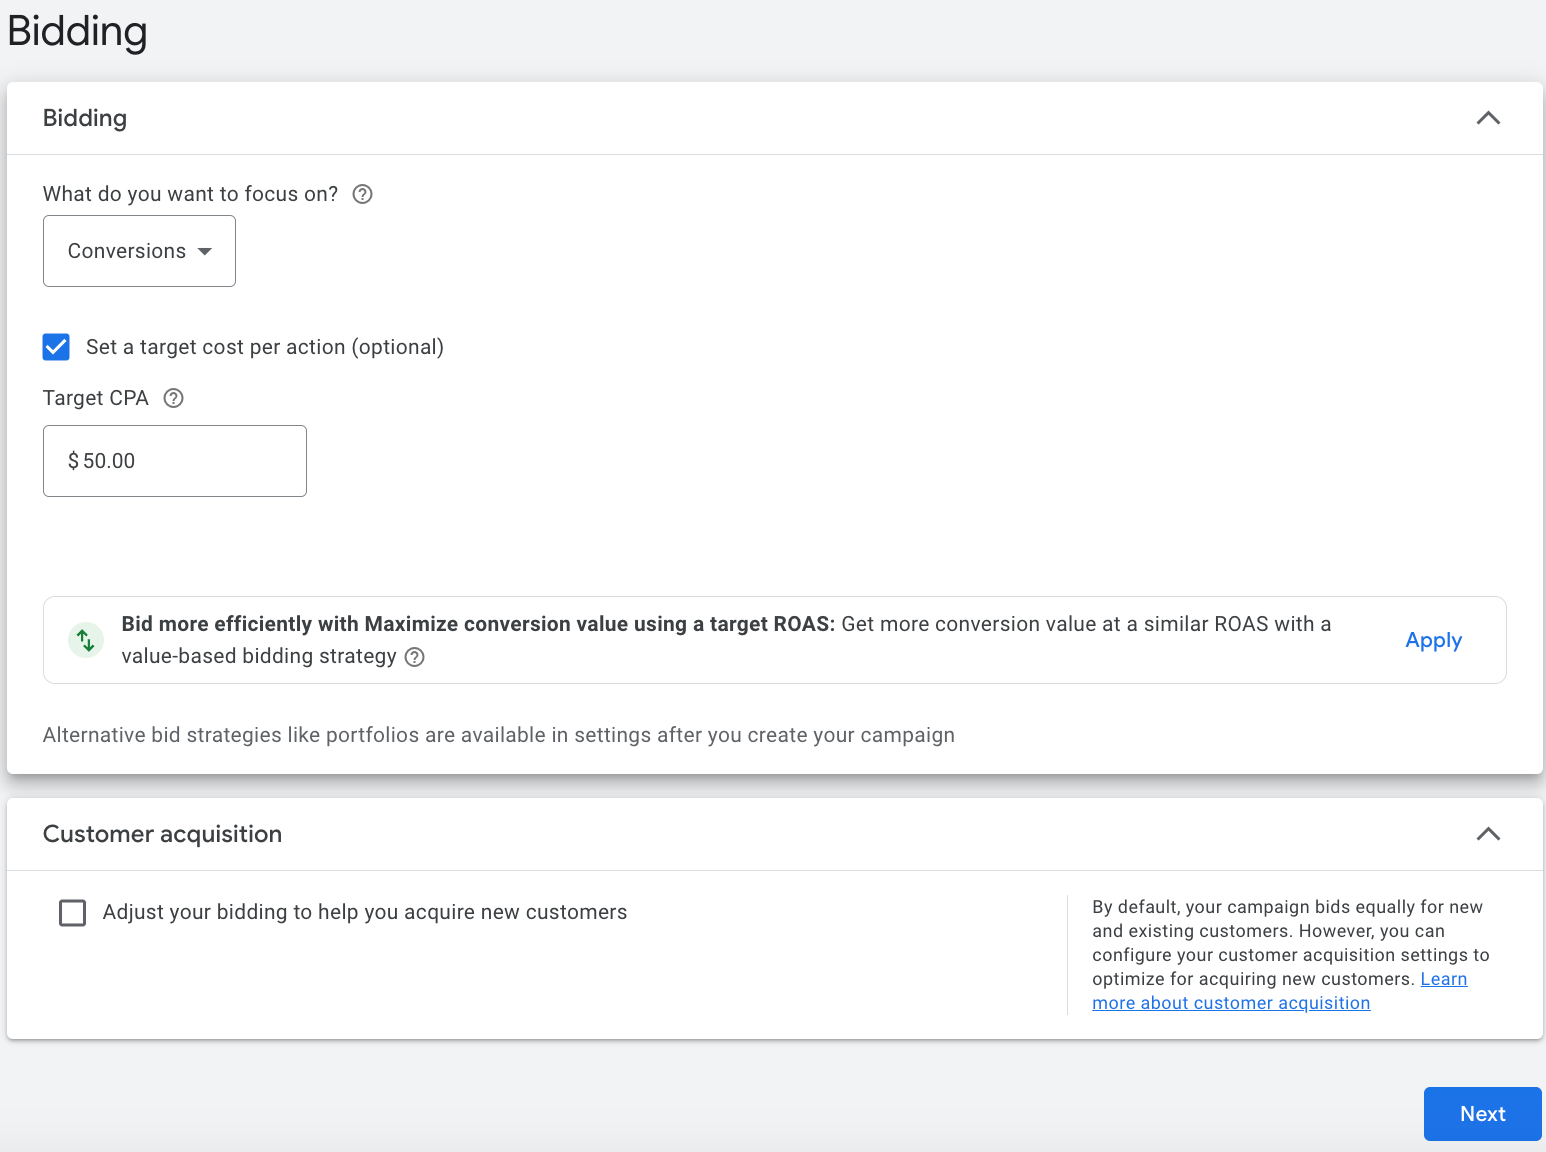 Bidding
Bidding
What do you want to focus on?
Conversions
Set a target cost per action (optional)
Target CPA
$ 50.00
Bid more efficiently with Maximize conversion value using a target ROAS: Get more conversion value at a similar ROAS with a
value-based bidding strategy
Apply
Alternative bid strategies like portfolios are available in settings after you create your campaign
Customer acquisition
Adjust your bidding to help you acquire new customers
By default, your campaign bids equally for new
and existing customers. However, you can
configure your customer acquisition settings to
optimize for acquiring new customers. Learn
more about customer acquisition
Next